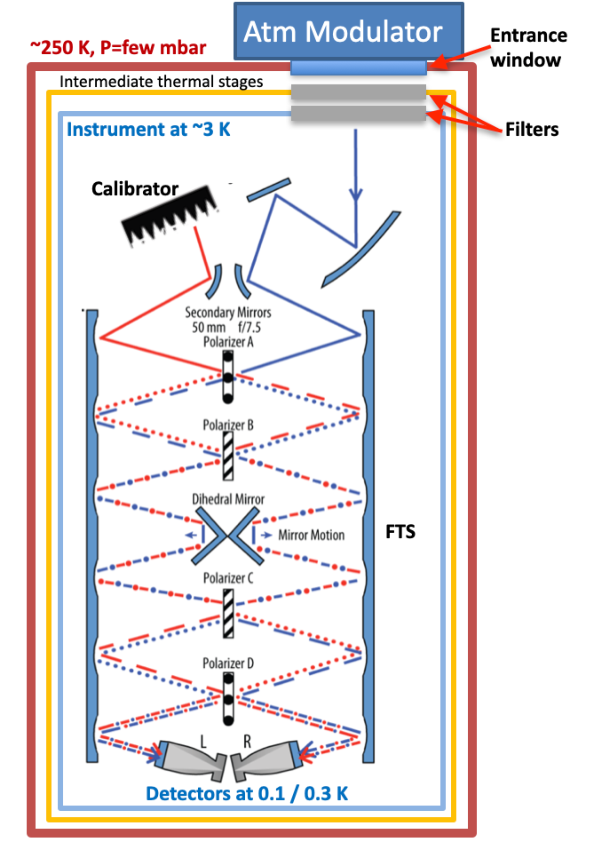 Atm Modulator
~250 K, P=few mbar
Entrance
window
Intermediate thermal stages
Instrument at ~3 K
Filters
Calibrator
Secondary Mirrors
50 mm f/7.5
Polarizer A
Polarizer B
Dihedral Mirror
Mirror Motion
FTS
Polarizer C
Polarizer D
L R
Detectors at 0.1 / 0.3 K